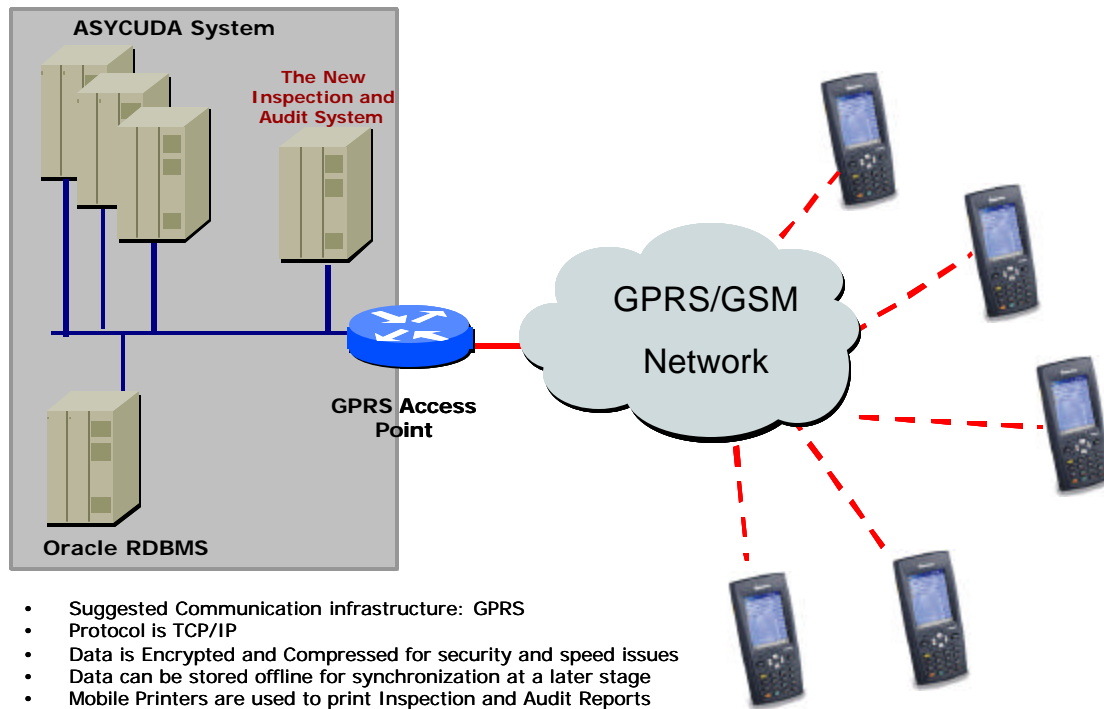 ASYCUDA System
The New
Inspection and
Audit System
GPRS/GSM
Network
GPRS Access
Point
Oracle RDBMS
• Suggested Communication infrastructure: GPRS
• Protocol is TCP/IP
• Data is Encrypted and Compressed for security and speed issues
• Data can be stored offline for synchronization at a later stage
• Mobile Printers are used to print Inspection and Audit Reports